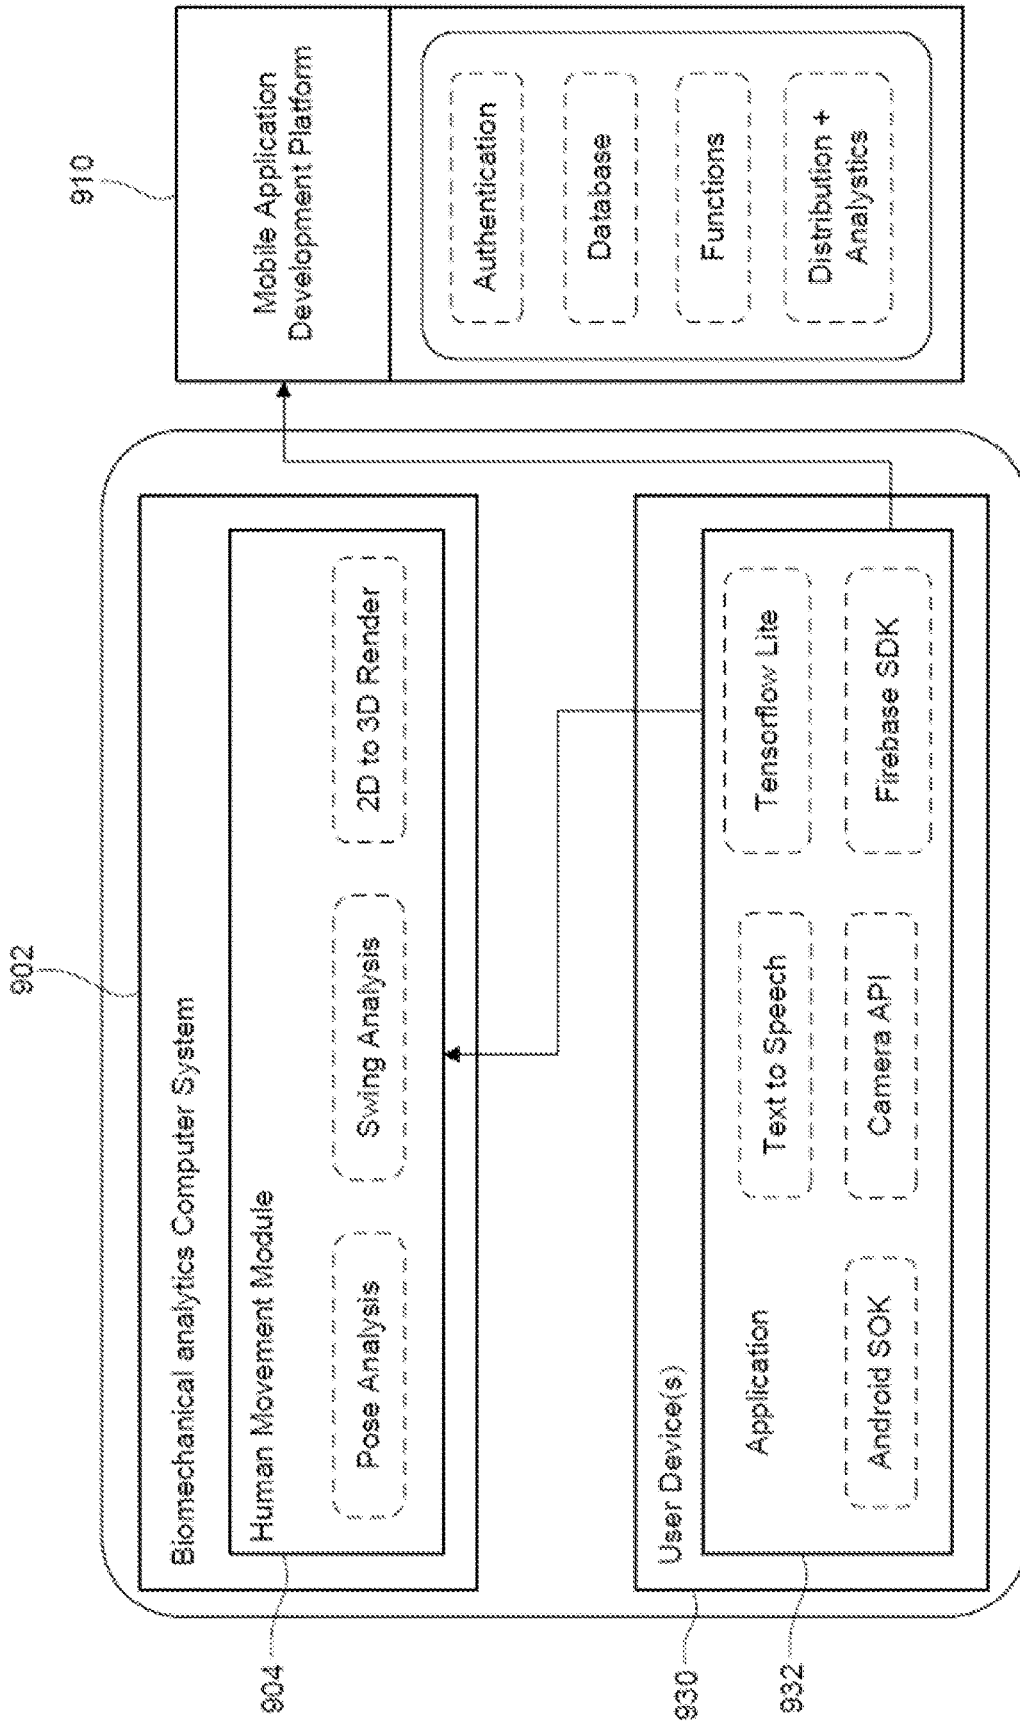 902
Biomechanical analytics Computer System
904
Human Movement Module
Pose Analysis
Swing Analysis
2D to 3D Render
930
User Device(s)
932
Application
Text to Speech
Tensorflow Lite
Android SOK
Camera API
Firebase SDK
910
Mobile Application
Development Platform
Authentication
Database
Functions
Distribution +
Analystics